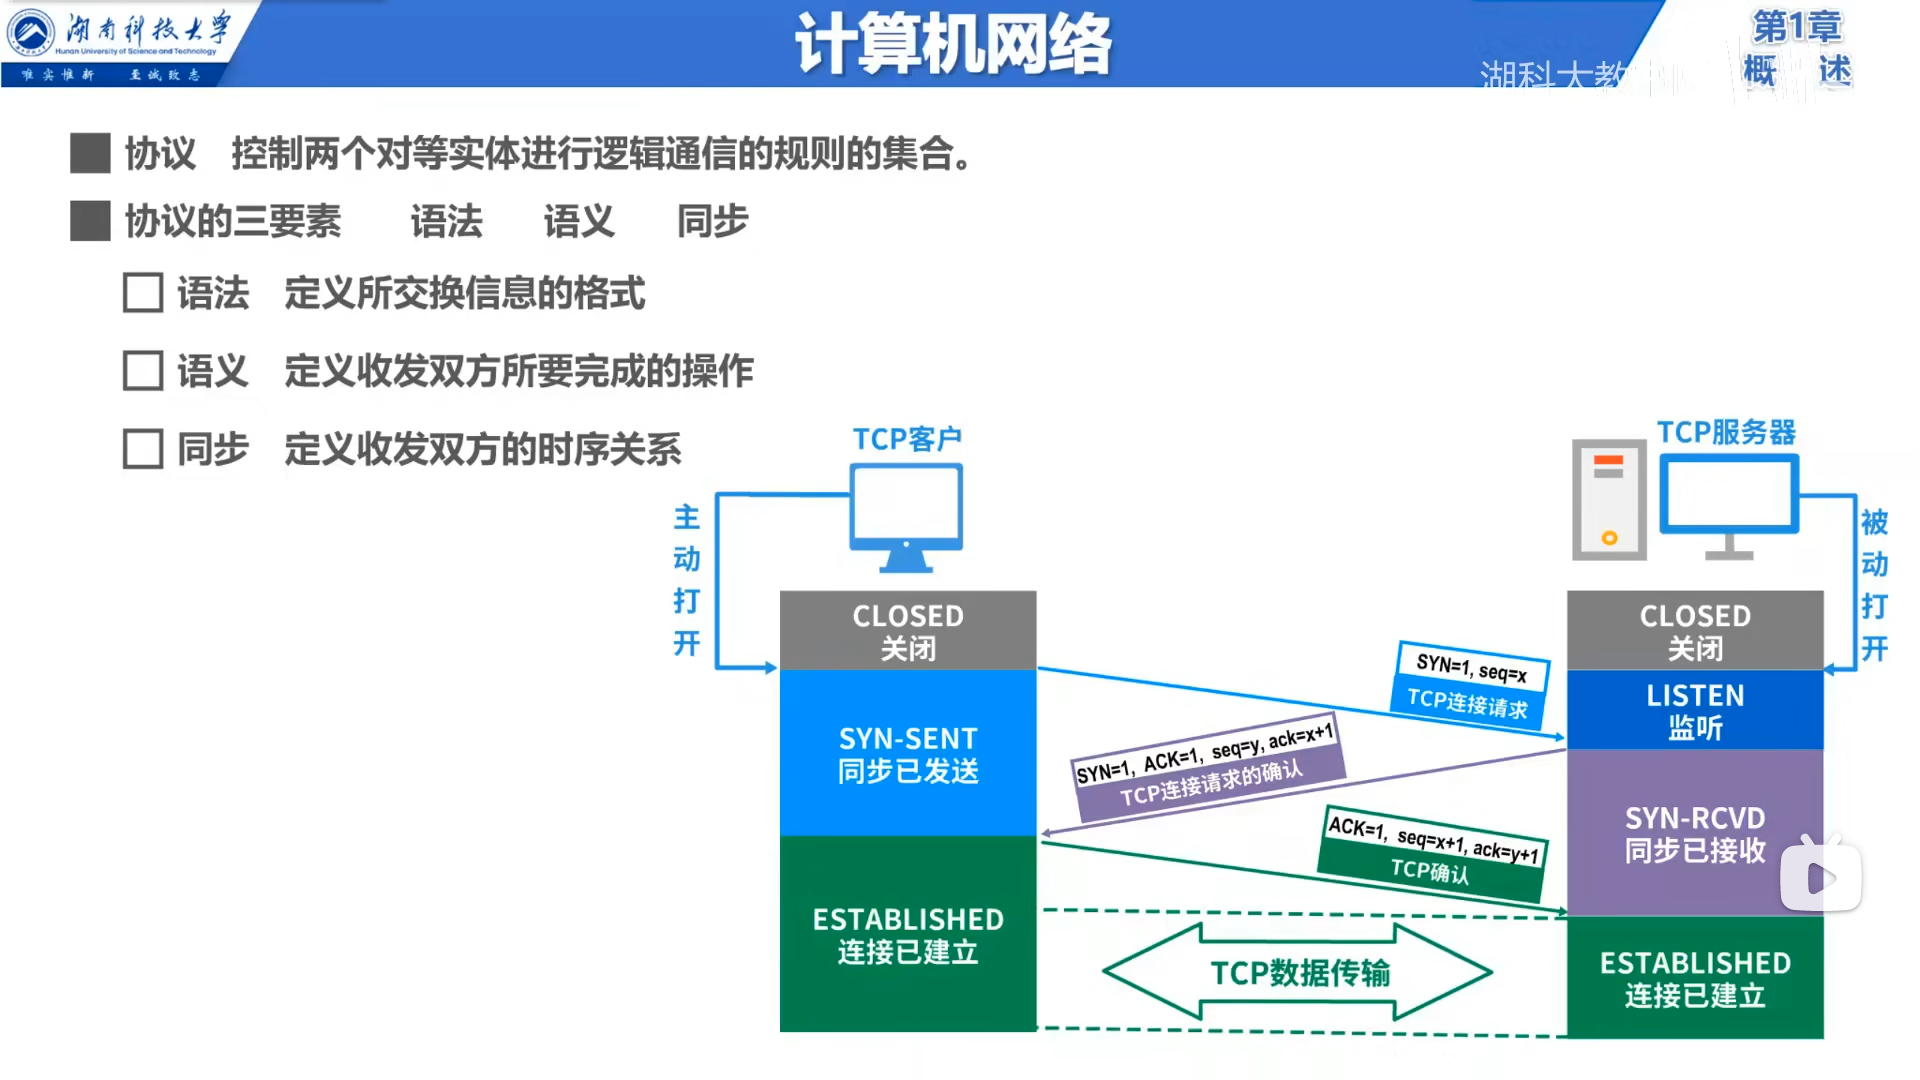 湖南科技大学
Hunan University of Science and Technology
唯实惟新 至诚致志
计算机网络
第1章
概 述
湖科大教
协议 控制两个对等实体进行逻辑通信的规则的集合。
协议的三要素 语法 语义 同步
语法 定义所交换信息的格式
语义 定义收发双方所要完成的操作
同步 定义收发双方的时序关系
TCP客户
TCP服务器
主动打开
被动打开
CLOSED
关闭
CLOSED
关闭
SYN=1, seq=x
TCP连接请求
LISTEN
监听
SYN-SENT
同步已发送
SYN=1, ACK=1, seq=y, ack=x+1
TCP连接请求的确认
SYN-RCVD
同步已接收
ACK=1, seq=x+1, ack=y+1
TCP确认
ESTABLISHED
连接已建立
TCP数据传输
ESTABLISHED
连接已建立